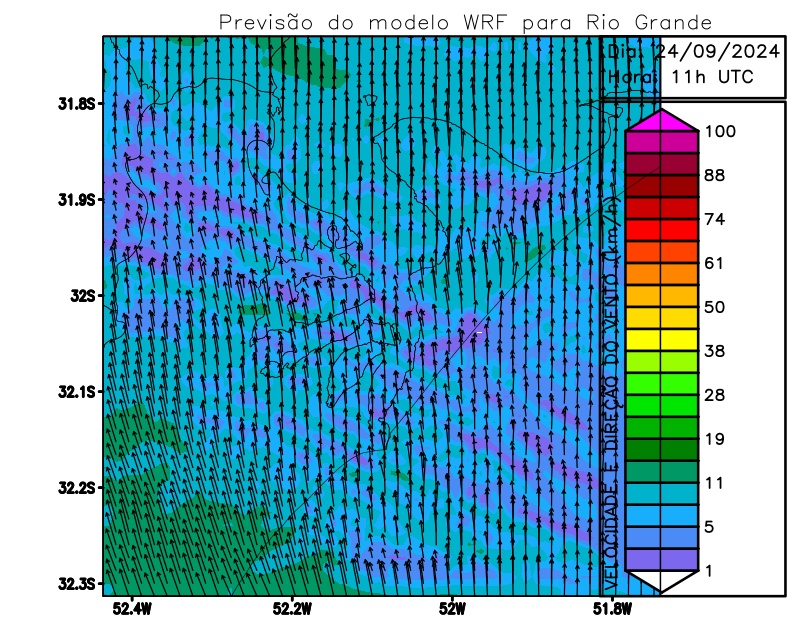 Previsão do modelo WRF para Rio Grande
Dia: 24/09/2024
Hora: 11h UTC
VELOCIDADE E DIREÇÃO DO VENTO (km/h)
100
88
74
61
50
38
28
19
11
5
1
31.8S
31.9S
32S
32.1S
32.2S
32.3S
52.4W
52.2W
52W
51.8W